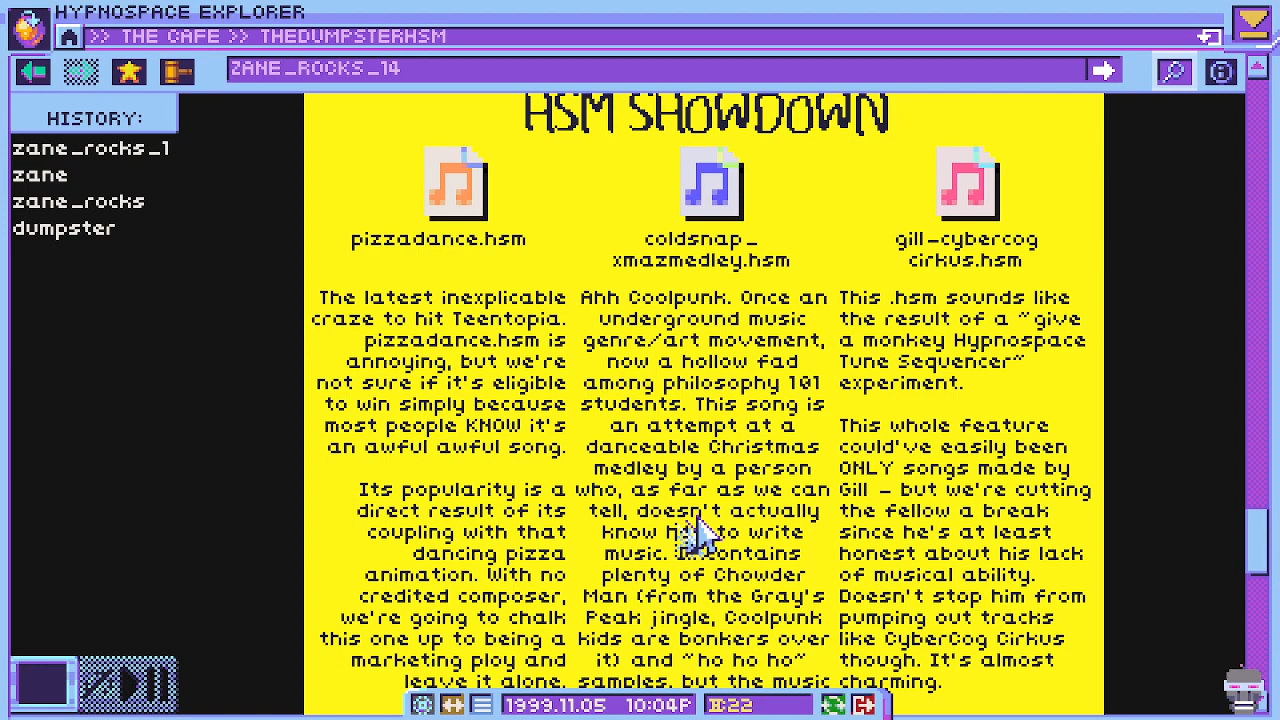 HYPNOSPACE EXPLORER
>> THE CAFE >> THEDUMPSTERHSM
ZANE_ROCKS_14
HISTORY:
zane_rocks_1
zane
zane_rocks
dumpster
HSM SHOWDOWN
pizzadance.hsm
The latest inexplicable
craze to hit Teentopia.
pizzadance.hsm is
annoying, but we're
not sure if it's eligible
to win simply because
most people KNOW it's
an awful awful song.
Its popularity is a
direct result of its
coupling with that
dancing pizza
animation. With no
credited composer,
we're going to chalk
this one up to being a
marketing ploy and
leave it alone.
coldsnap_
xmazmedley.hsm
Ahh Coolpunk. Once an
underground music
genre/art movement,
now a hollow fad
among philosophy 101
students. This song is
an attempt at a
danceable Christmas
medley by a person
who, as far as we can
tell, doesn't actually
know to write
music. contains
plenty of Chowder
Man (from the Gray's
Peak jingle, Coolpunk
kids are bonkers over
it) and ~ho ho ho~
samples, but the music
gill-cybercog
cirkus.hsm
This .hsm sounds like
the result of a ~give
a monkey Hypnospace
Tune Sequencer~
experiment.
This whole feature
could've easily been
ONLY songs made by
Gill - but we're cutting
the fellow a break
since he's at least
honest about his lack
of musical ability.
Doesn't stop him from
pumping out tracks
like CyberCog Cirkus
though. It's almost
charming.
1999.11.05 10:04P